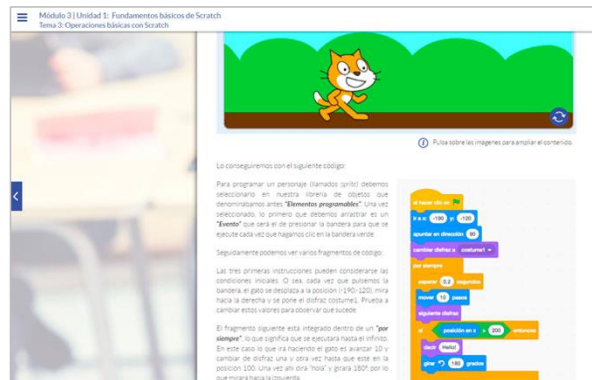 Módulo 3 | Unidad 1: Fundamentos básicos de Scratch
Tema 3: Operaciones básicas con Scratch
Pulsa sobre las imágenes para ampliar el contenido
Lo conseguiremos con el siguiente código:
Para programar un personaje (llamados sprits) debemos
seleccionarlo en nuestra librería de objetos que
denominábamos antes "Elementos programables". Una vez
seleccionado, lo primero que debemos arrastrar es un
"Evento" que será el de presionar la bandera para que se
ejecute cada vez que hagamos clic en la bandera verde.
Seguidamente podemos ver varios fragmentos de código:
Las tres primeras instrucciones pueden considerarse las
condiciones iniciales. O sea, cada vez que pulsemos la
bandera, el gato se desplaza a la posición (-190,-120), mira
hacia la derecha y se pone el disfraz costume1. Prueba a
cambiar estos valores para observar que sucede.
El fragmento siguiente está integrado dentro de un "por
siempre", lo que significa que se ejecutará hasta el infinito.
En este caso lo que ira haciendo el gato es avanzar 10 y
cambiar de disfraz una y otra vez hasta que este en la
posición 100. Una vez ahí dirá "hola" y girará 180º, por lo
que mirará hacia la izquierda.
al hacer clic en
ir a x: -190 y: -120
apuntar en dirección 90
cambiar disfraz a costume1
por siempre
esperar 0.2 segundos
mover 10 pasos
siguiente disfraz
si posición en x > 200 entonces
decir Hola!
girar 180 grados